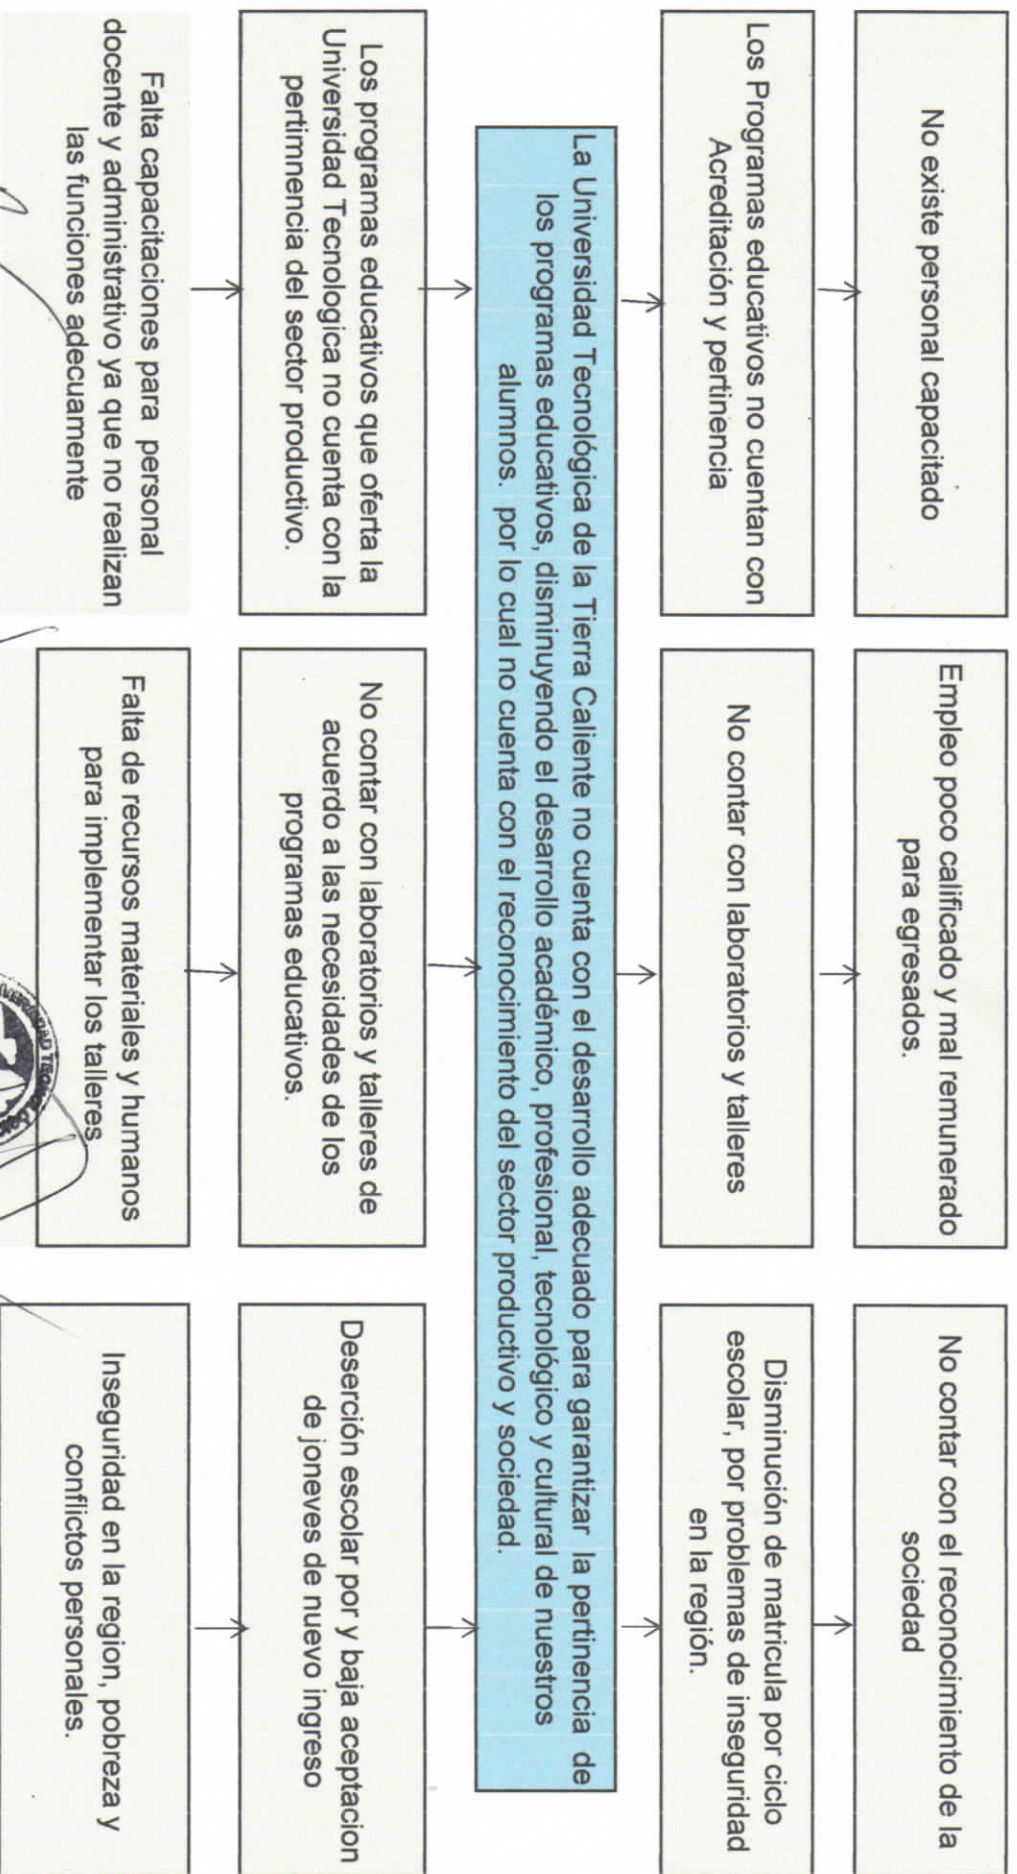 No existe personal capacitado
Empleo poco calificado y mal remunerado
para egresados.
No contar con el reconocimiento de la
sociedad
Los Programas educativos no cuentan con
Acreditación y pertinencia
No contar con laboratorios y talleres
Disminución de matricula por ciclo
escolar, por problemas de inseguridad
en la región.
La Universidad Tecnológica de la Tierra Caliente no cuenta con el desarrollo adecuado para garantizar la pertinencia de
los programas educativos, disminuyendo el desarrollo académico, profesional, tecnológico y cultural de nuestros
alumnos. por lo cual no cuenta con el reconocimiento del sector productivo y sociedad.
Los programas educativos que oferta la
Universidad Tecnologica no cuenta con la
pertimnencia del sector productivo.
No contar con laboratorios y talleres de
acuerdo a las necesidades de los
programas educativos.
Deserción escolar por y baja aceptacion
de joneves de nuevo ingreso
Falta capacitaciones para personal
docente y administrativo ya que no realizan
las funciones adecuamente
Falta de recursos materiales y humanos
para implementar los talleres
Inseguridad en la region, pobreza y
conflictos personales.